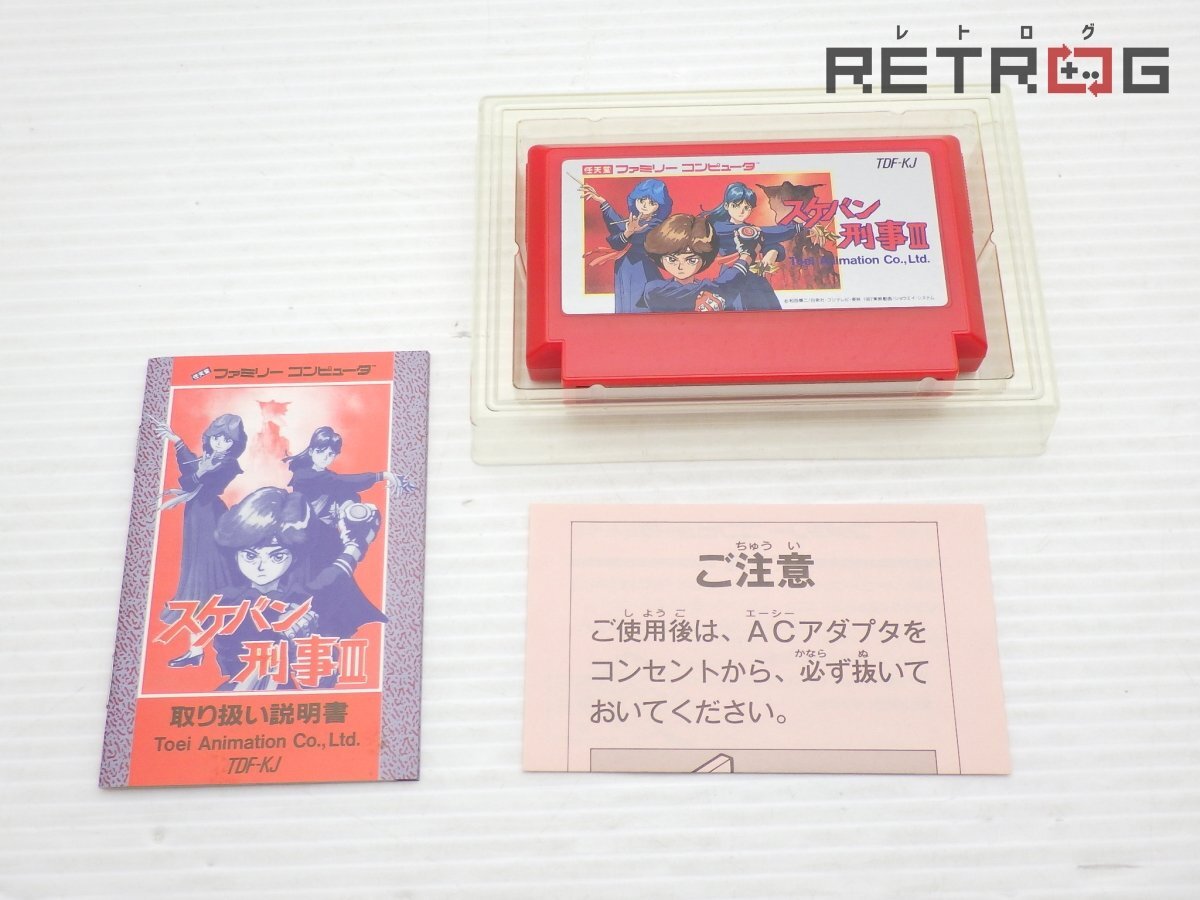 レトログ
RETROG
任天堂 ファミリー コンピュータ™
TDF-KJ
スケバン
刑事III
Toei Animation Co., Ltd.
任天堂 ファミリー コンピュータ™
スケバン
刑事III
取り扱い説明書
Toei Animation Co., Ltd.
TDF-KJ
ちゅう い
ご注意
し よう ご エーシー
ご使用後は、ACアダプタを
かなら ぬ
コンセントから、必ず抜いて
おいてください。